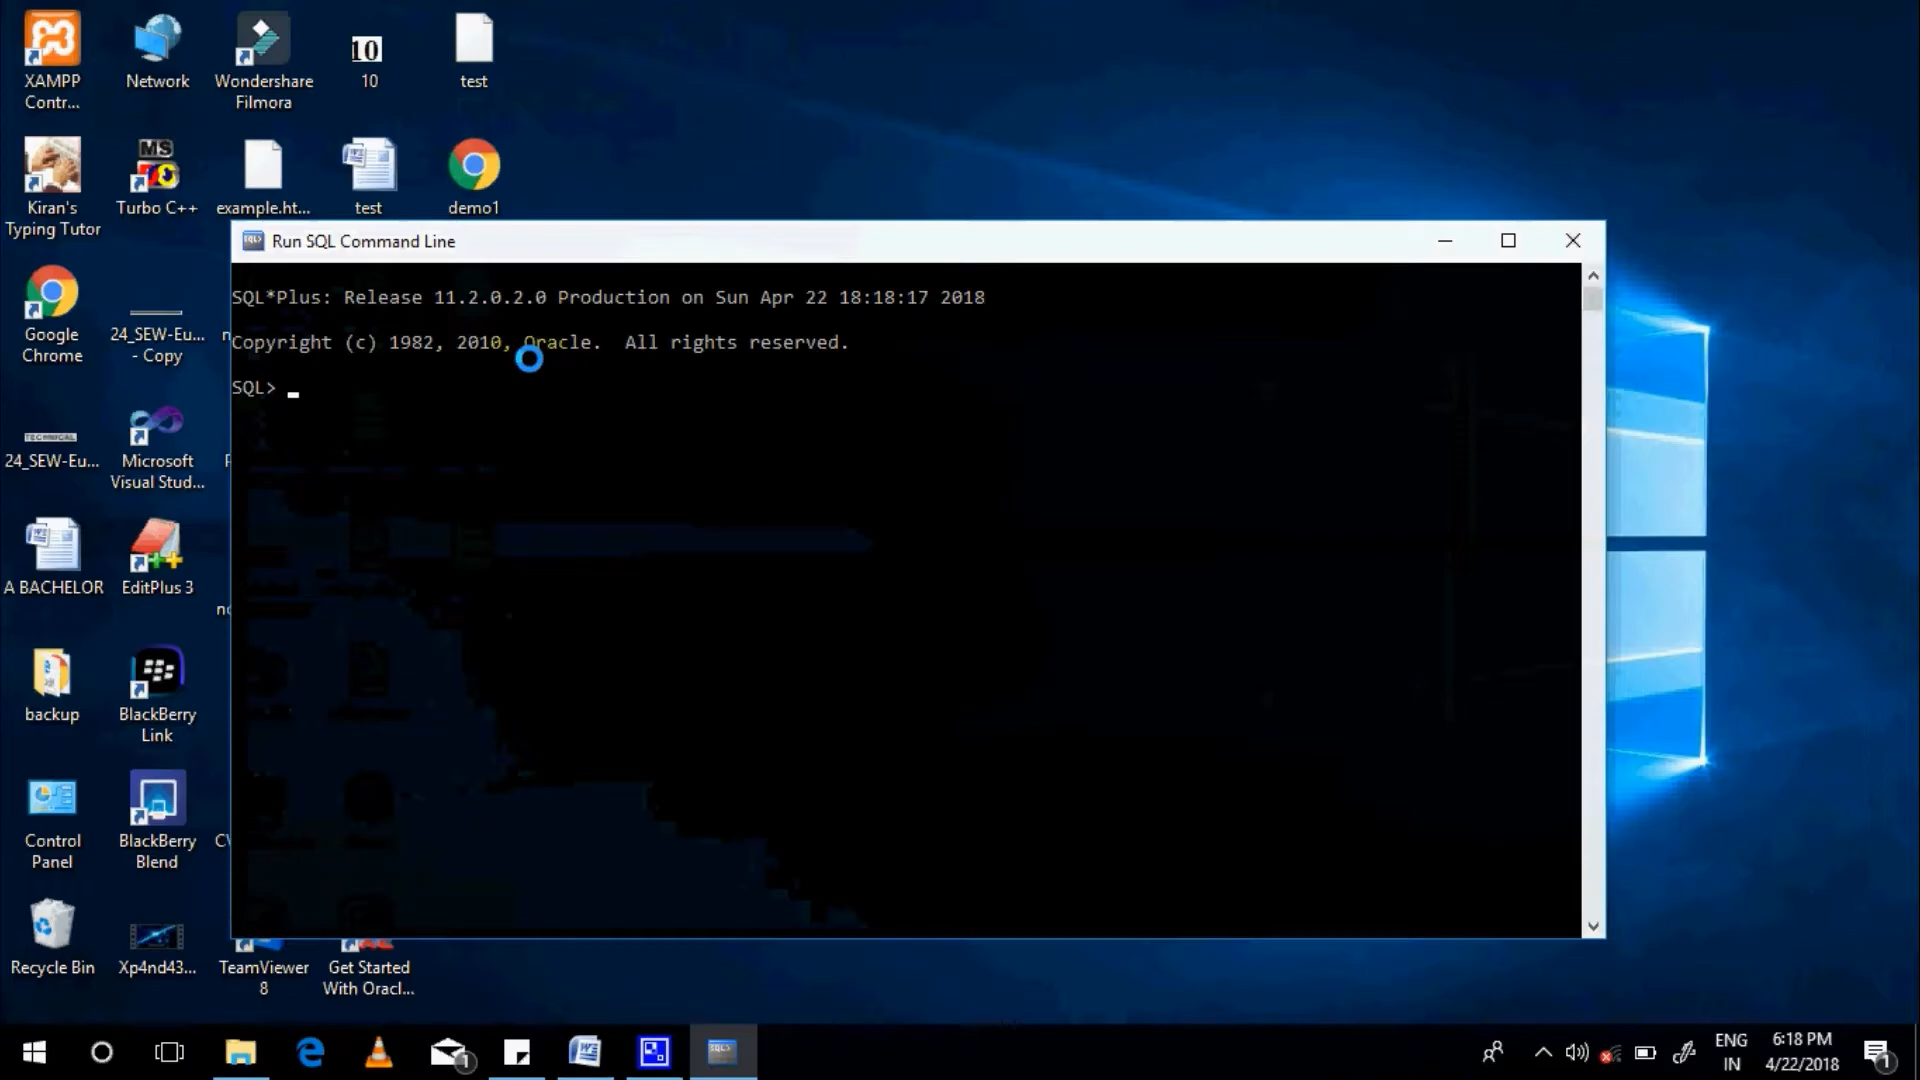 XAMPP
Contr...
Network
Wondershare
Filmora
10
10
test
Kiran's
Typing Tutor
MS
Turbo C++
example.ht...
test
demo1
Run SQL Command Line
SQL*Plus: Release 11.2.0.2.0 Production on Sun Apr 22 18:18:17 2018
Copyright (c) 1982, 2010, Oracle.  All rights reserved.
SQL>
Google
Chrome
24_SEW-Eu...
- Copy
TECHNICAL
24_SEW-Eu...
Microsoft
Visual Stud...
A BACHELOR
EditPlus 3
backup
BlackBerry
Link
Control
Panel
BlackBerry
Blend
Recycle Bin
Xp4nd43...
TeamViewer
8
Get Started
With Oracl...
1
ENG
IN
6:18 PM
4/22/2018
1